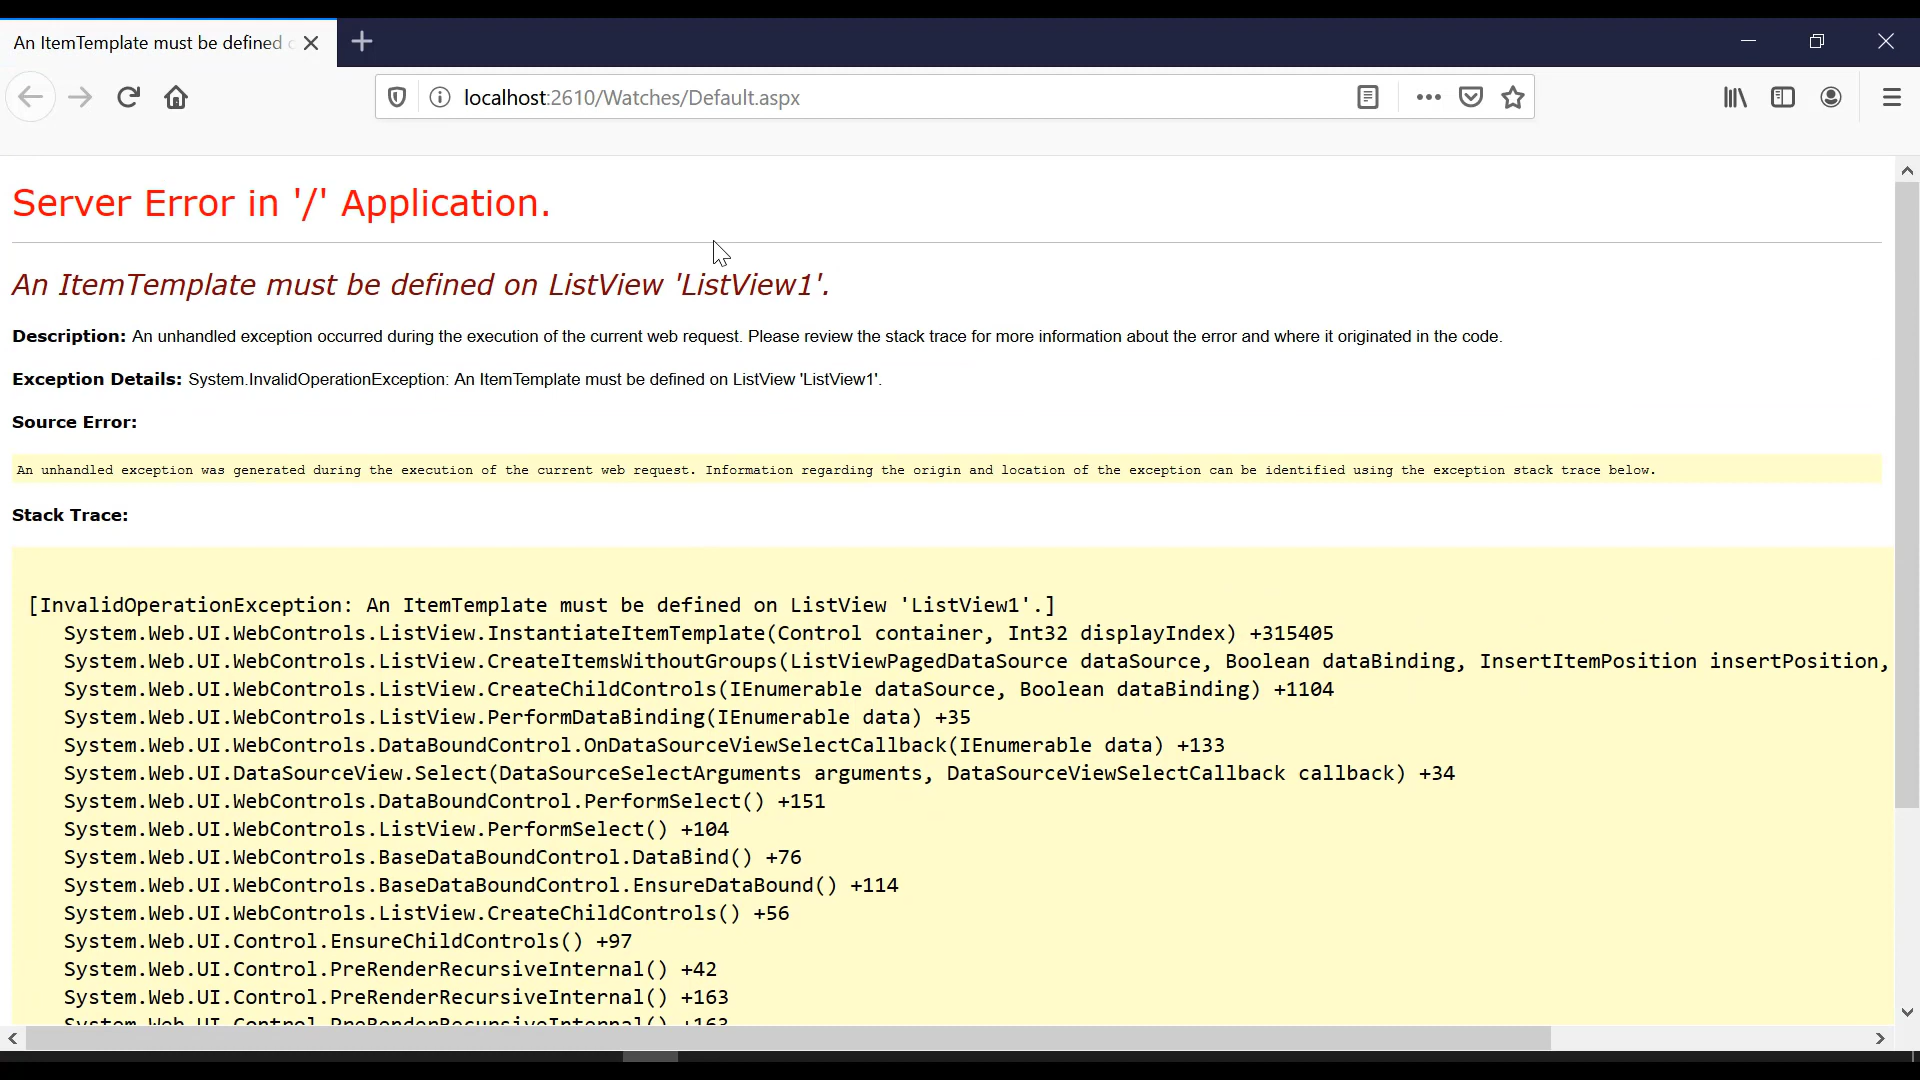 An ItemTemplate must be defined
localhost:2610/Watches/Default.aspx
Server Error in '/' Application.
An ItemTemplate must be defined on ListView 'ListView1'.
Description: An unhandled exception occurred during the execution of the current web request. Please review the stack trace for more information about the error and where it originated in the code.
Exception Details: System.InvalidOperationException: An ItemTemplate must be defined on ListView 'ListView1'.
Source Error:
An unhandled exception was generated during the execution of the current web request. Information regarding the origin and location of the exception can be identified using the exception stack trace below.
Stack Trace:
[InvalidOperationException: An ItemTemplate must be defined on ListView 'ListView1'.]
System.Web.UI.WebControls.ListView.InstantiateItemTemplate(Control container, Int32 displayIndex) +315405
System.Web.UI.WebControls.ListView.CreateItemsWithoutGroups(ListViewPagedDataSource dataSource, Boolean dataBinding, InsertItemPosition insertPosition,
System.Web.UI.WebControls.ListView.CreateChildControls(IEnumerable dataSource, Boolean dataBinding) +1104
System.Web.UI.WebControls.ListView.PerformDataBinding(IEnumerable data) +35
System.Web.UI.WebControls.DataBoundControl.OnDataSourceViewSelectCallback(IEnumerable data) +133
System.Web.UI.DataSourceView.Select(DataSourceSelectArguments arguments, DataSourceViewSelectCallback callback) +34
System.Web.UI.WebControls.DataBoundControl.PerformSelect() +151
System.Web.UI.WebControls.ListView.PerformSelect() +104
System.Web.UI.WebControls.BaseDataBoundControl.DataBind() +76
System.Web.UI.WebControls.BaseDataBoundControl.EnsureDataBound() +114
System.Web.UI.WebControls.ListView.CreateChildControls() +56
System.Web.UI.Control.EnsureChildControls() +97
System.Web.UI.Control.PreRenderRecursiveInternal() +42
System.Web.UI.Control.PreRenderRecursiveInternal() +163
System.Web.UI.Control.PreRenderRecursiveInternal() +163